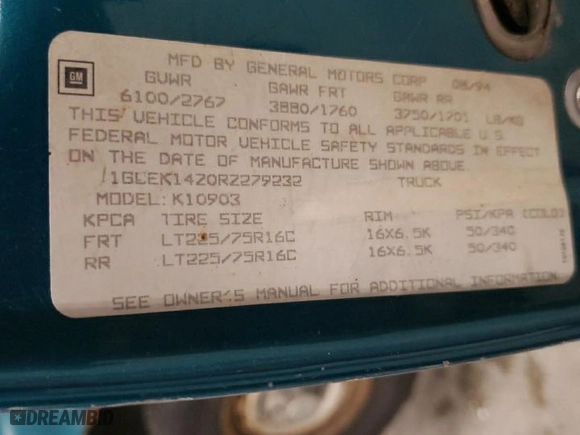 MFD BY GENERAL MOTORS CORP 08/94
GM
GVWR GAWR FRT GAWR RR
6100/2767 3880/1760 3750/1701 LB/KG
THIS VEHICLE CONFORMS TO ALL APPLICABLE U.S.
FEDERAL MOTOR VEHICLE SAFETY STANDARDS IN EFFECT
ON THE DATE OF MANUFACTURE SHOWN ABOVE.
TRUCK
MODEL: K10903
KPCA TIRE SIZE RIM PSI/KPA (COLD)
FRT LT225/75R16C 16X6.5K 50/340
RR LT225/75R16C 16X6.5K 50/340
SEE OWNER'S MANUAL FOR ADDITIONAL INFORMATION
DREAMBID